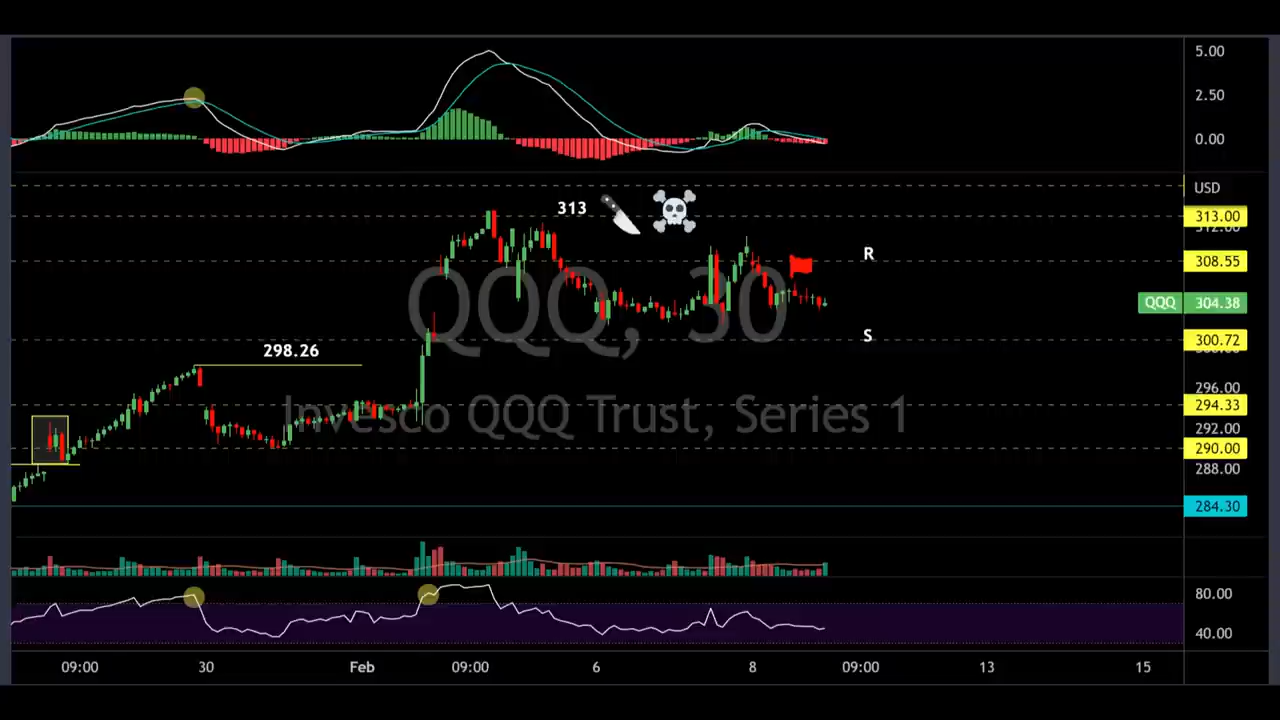 5.00
2.50
0.00
USD
313
313.00
R
308.55
QQQ, 30
QQQ 304.38
S
300.72
298.26
296.00
Invesco QQQ Trust, Series 1
294.33
292.00
290.00
288.00
284.30
80.00
40.00
09:00 30 Feb 09:00 6 8 09:00 13 15